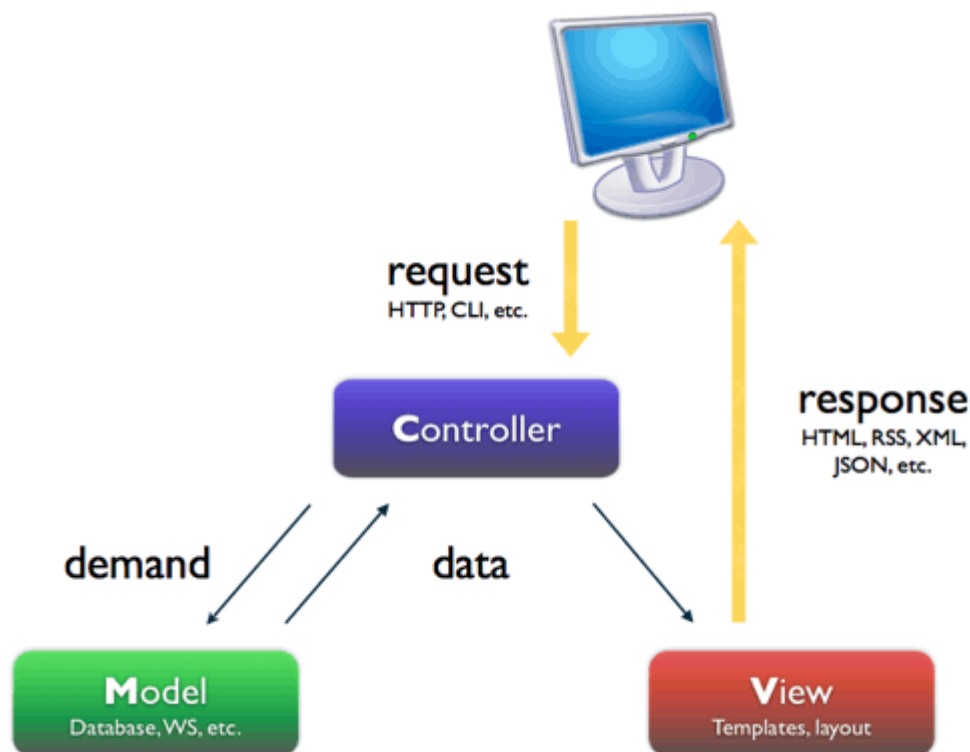 request
HTTP, CLI, etc.
Controller
response
HTML, RSS, XML,
JSON, etc.
demand
data
Model
Database, WS, etc.
View
Templates, layout